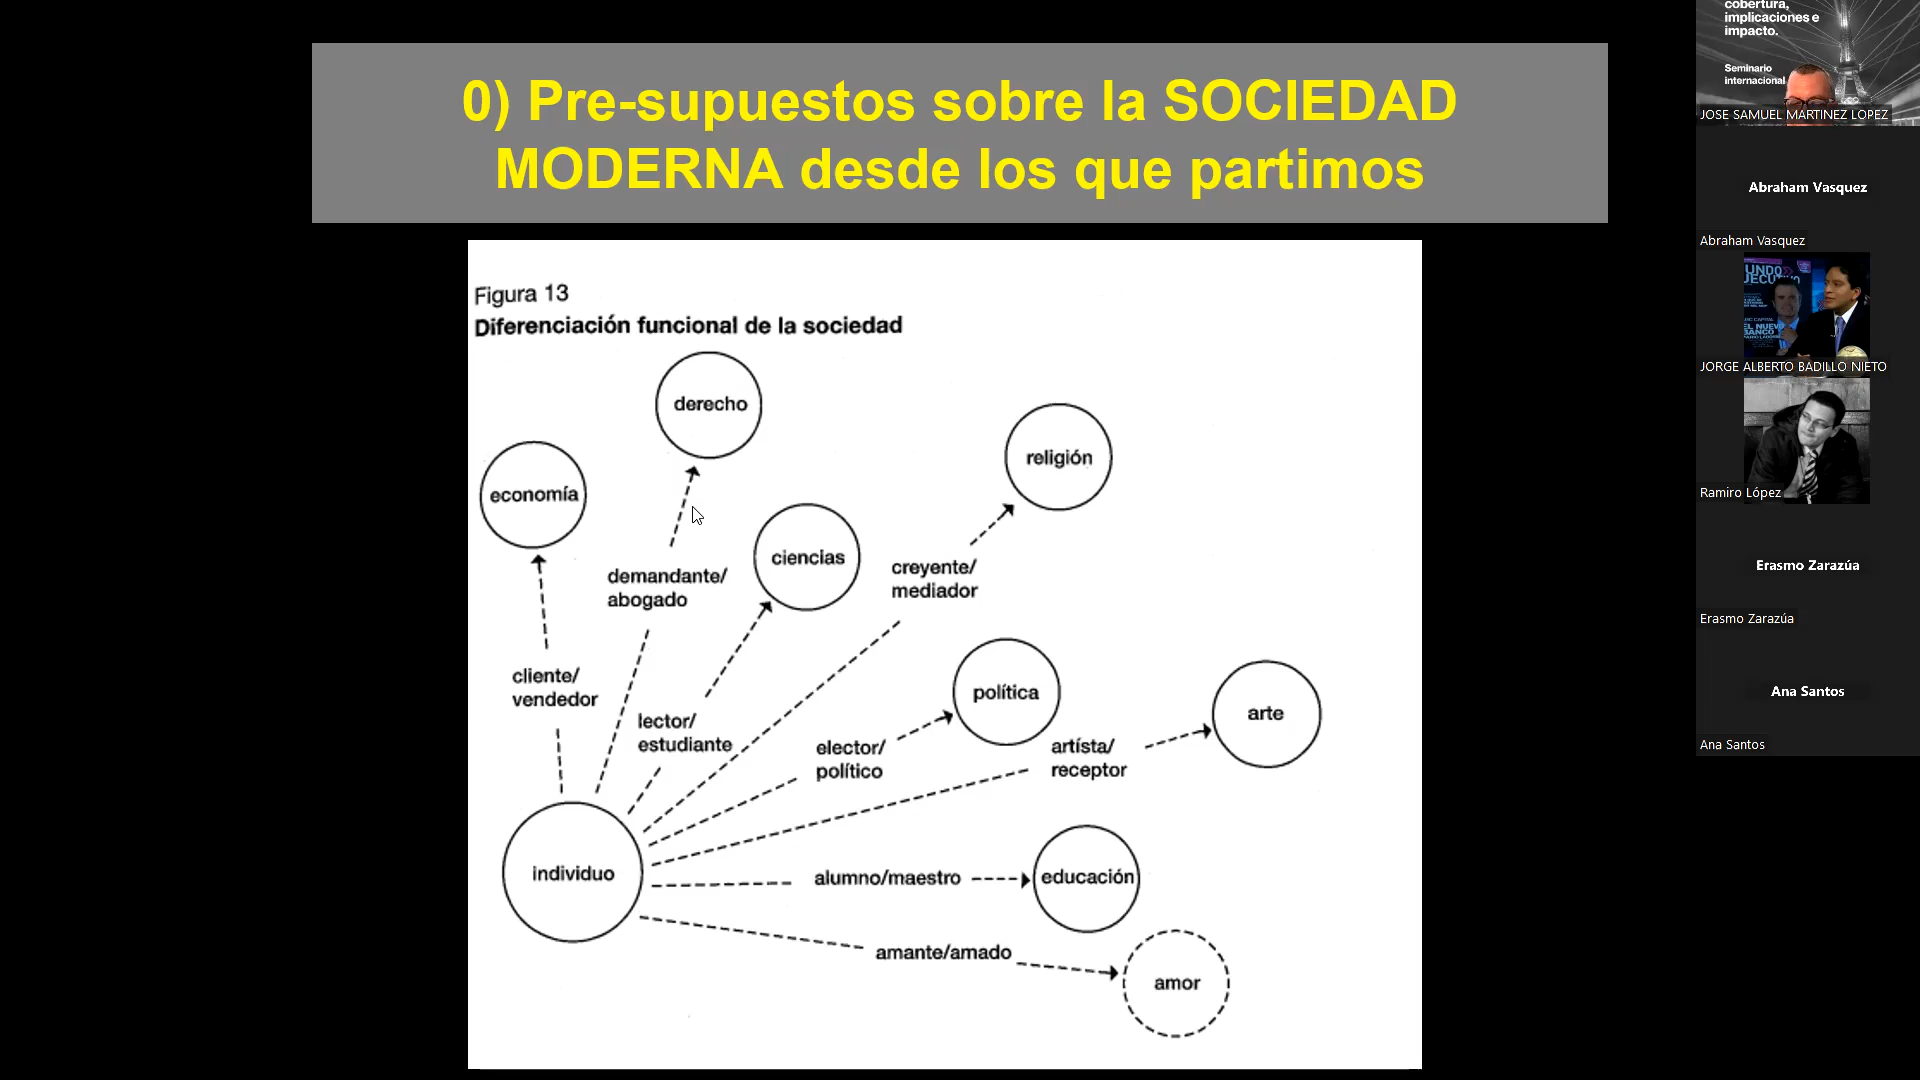 0) Pre-supuestos sobre la SOCIEDAD
MODERNA desde los que partimos
Figura 13
Diferenciación funcional de la sociedad
derecho
economía
religión
ciencias
demandante/
abogado
creyente/
mediador
cliente/
vendedor
lector/
estudiante
política
elector/
político
arte
artísta/
receptor
individuo
alumno/maestro
educación
amante/amado
amor
cobertura,
implicaciones e
impacto.
Seminario
internacional
JOSE SAMUEL MARTINEZ LOPEZ
Abraham Vasquez
Abraham Vasquez
JORGE ALBERTO BADILLO NIETO
Ramiro López
Erasmo Zarazúa
Erasmo Zarazúa
Ana Santos
Ana Santos